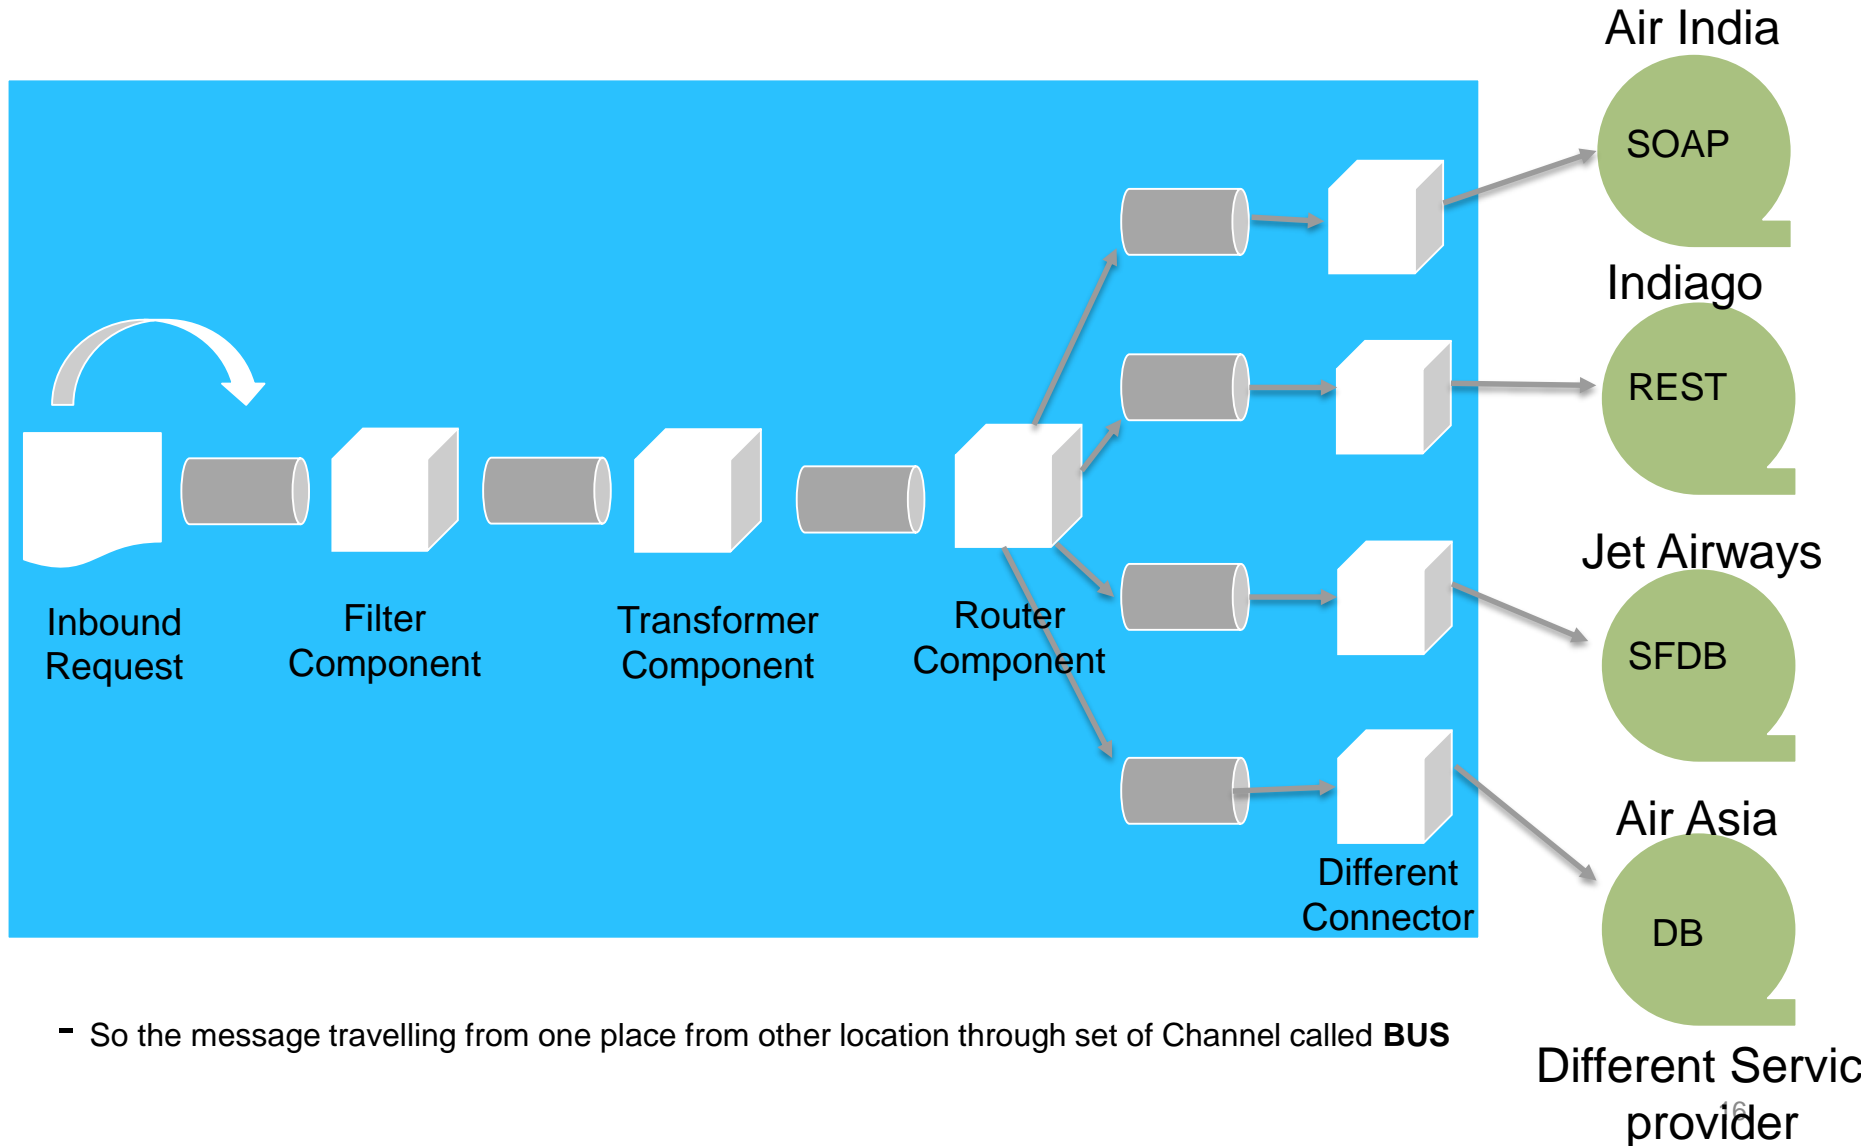 Air India
SOAP
Indiago
REST
Jet Airways
SFDB
Air Asia
DB
Inbound
Request
Filter
Component
Transformer
Component
Router
Component
Different
Connector
- So the message travelling from one place from other location through set of Channel called BUS
Different Servic
provider
16